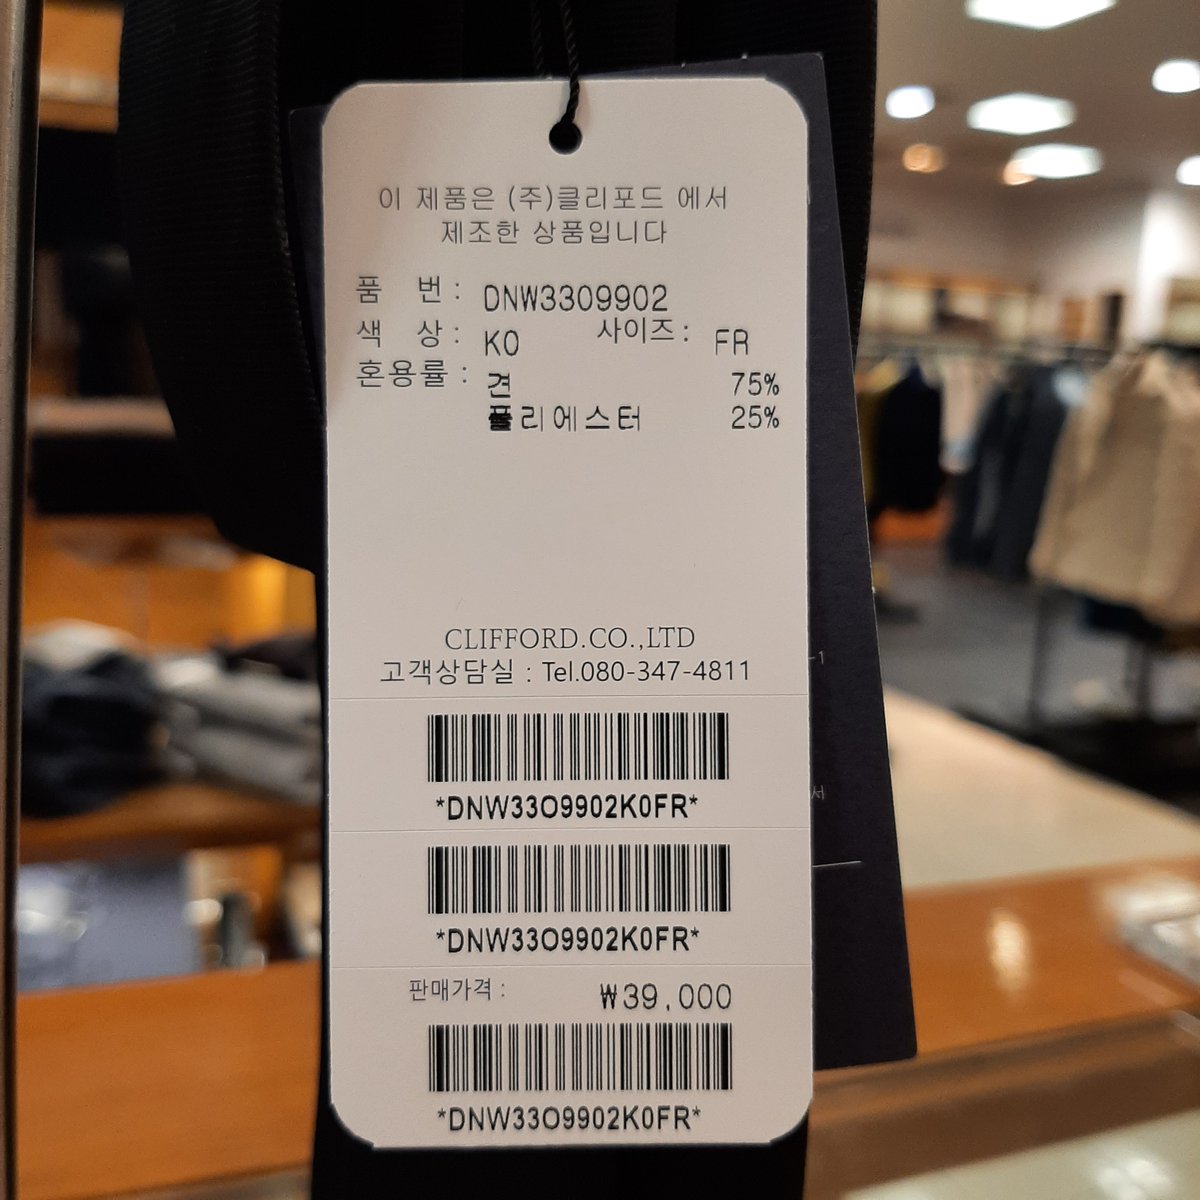 이 제품은 (주)클리포드 에서
제조한 상품입니다
품 번 : DNW33O9902
색 상 : K0 사이즈 : FR
혼용률 : 견 75%
폴리에스터 25%
CLIFFORD.CO.,LTD
고객상담실 : Tel.080-347-4811
*DNW33O9902K0FR*
*DNW33O9902K0FR*
판매가격 : ₩39,000
*DNW33O9902K0FR*